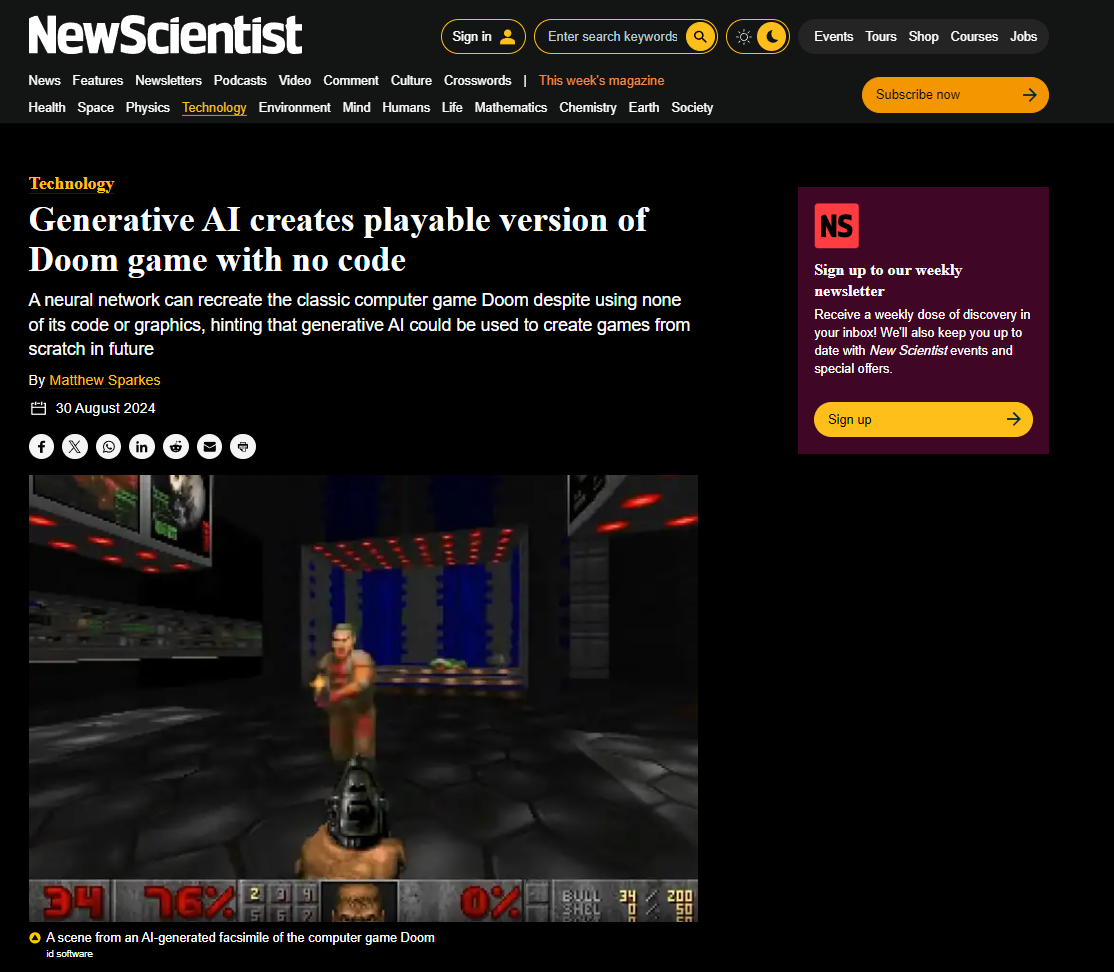 NewScientist
Sign in
Enter search keywords
Events Tours Shop Courses Jobs
News Features Newsletters Podcasts Video Comment Culture Crosswords | This week's magazine
Health Space Physics Technology Environment Mind Humans Life Mathematics Chemistry Earth Society
Subscribe now
Technology
Generative AI creates playable version of
Doom game with no code
A neural network can recreate the classic computer game Doom despite using none
of its code or graphics, hinting that generative AI could be used to create games from
scratch in future
By Matthew Sparkes
30 August 2024
NS
Sign up to our weekly
newsletter
Receive a weekly dose of discovery in
your inbox! We'll also keep you up to
date with New Scientist events and
special offers.
Sign up
34 76% 2 0% BULL 34 / 200
0 / 50
A scene from an AI-generated facsimile of the computer game Doom
id software